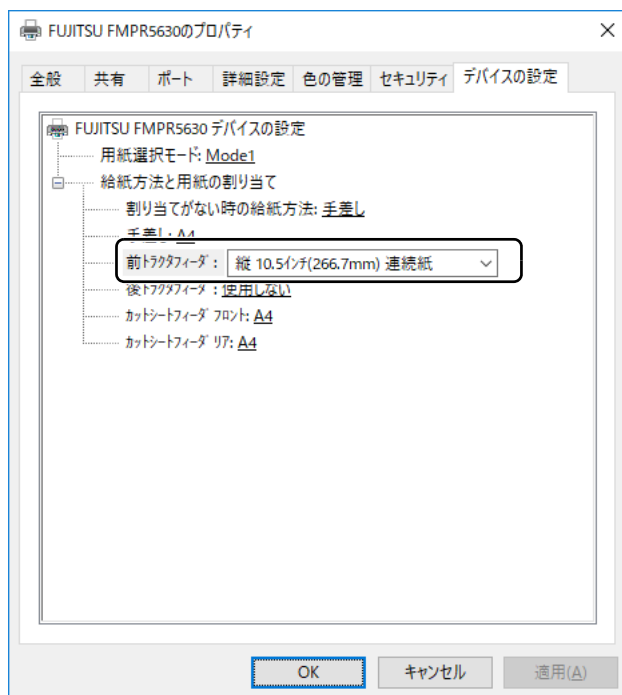 FUJITSU FMPR5630のプロパティ
全般 共有 ポート 詳細設定 色の管理 セキュリティ デバイスの設定
FUJITSU FMPR5630 デバイスの設定
用紙選択モード: Mode1
給紙方法と用紙の割り当て
割り当てがない時の給紙方法: 手差し
手差し: A4
前ﾄﾗｸﾀﾌｨｰﾀﾞ : 縦 10.5ｲﾝﾁ(266.7mm) 連続紙
後ﾄﾗｸﾀﾌｨｰﾀﾞ : 使用しない
ｶｯﾄｼｰﾄﾌｨｰﾀﾞ ﾌﾛﾝﾄ: A4
ｶｯﾄｼｰﾄﾌｨｰﾀﾞ ﾘｱ: A4
OK キャンセル 適用(A)